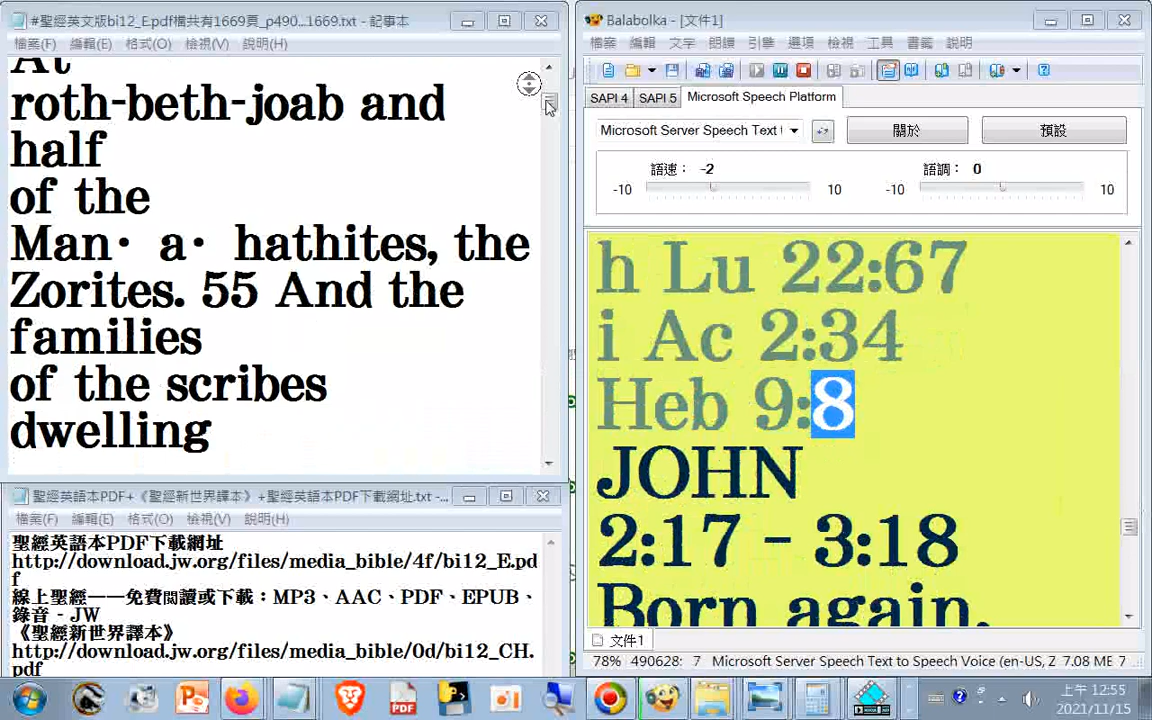 #聖經英文版bi12_E.pdf檔共有1669頁_p490...1669.txt - 記事本
檔案(F) 編輯(E) 格式(O) 檢視(V) 說明(H)
At
roth-beth-joab and
half
of the
Man· a· hathites, the
Zorites. 55 And the
families
of the scribes
dwelling
聖經英語本PDF+《聖經新世界譯本》+聖經英語本PDF下載網址.txt -...
檔案(F) 編輯(E) 格式(O) 檢視(V) 說明(H)
聖經英語本PDF下載網址
http://download.jw.org/files/media_bible/4f/bi12_E.pd
f
線上聖經──免費閱讀或下載：MP3、AAC、PDF、EPUB、
錄音 - JW
《聖經新世界譯本》
http://download.jw.org/files/media_bible/0d/bi12_CH.
pdf
Balabolka - [文件1]
檔案 編輯 文字 朗讀 引擎 選項 檢視 工具 書籤 說明
SAPI 4 SAPI 5 Microsoft Speech Platform
Microsoft Server Speech Text 關於 預設
語速： -2 語調： 0
-10 10 -10 10
h Lu 22:67
i Ac 2:34
Heb 9:8
JOHN
2:17 - 3:18
Born again.
文件1
78% 490628: 7 Microsoft Server Speech Text to Speech Voice (en-US, Z 7.08 ME 7
PDF
上午 12:55
2021/11/15